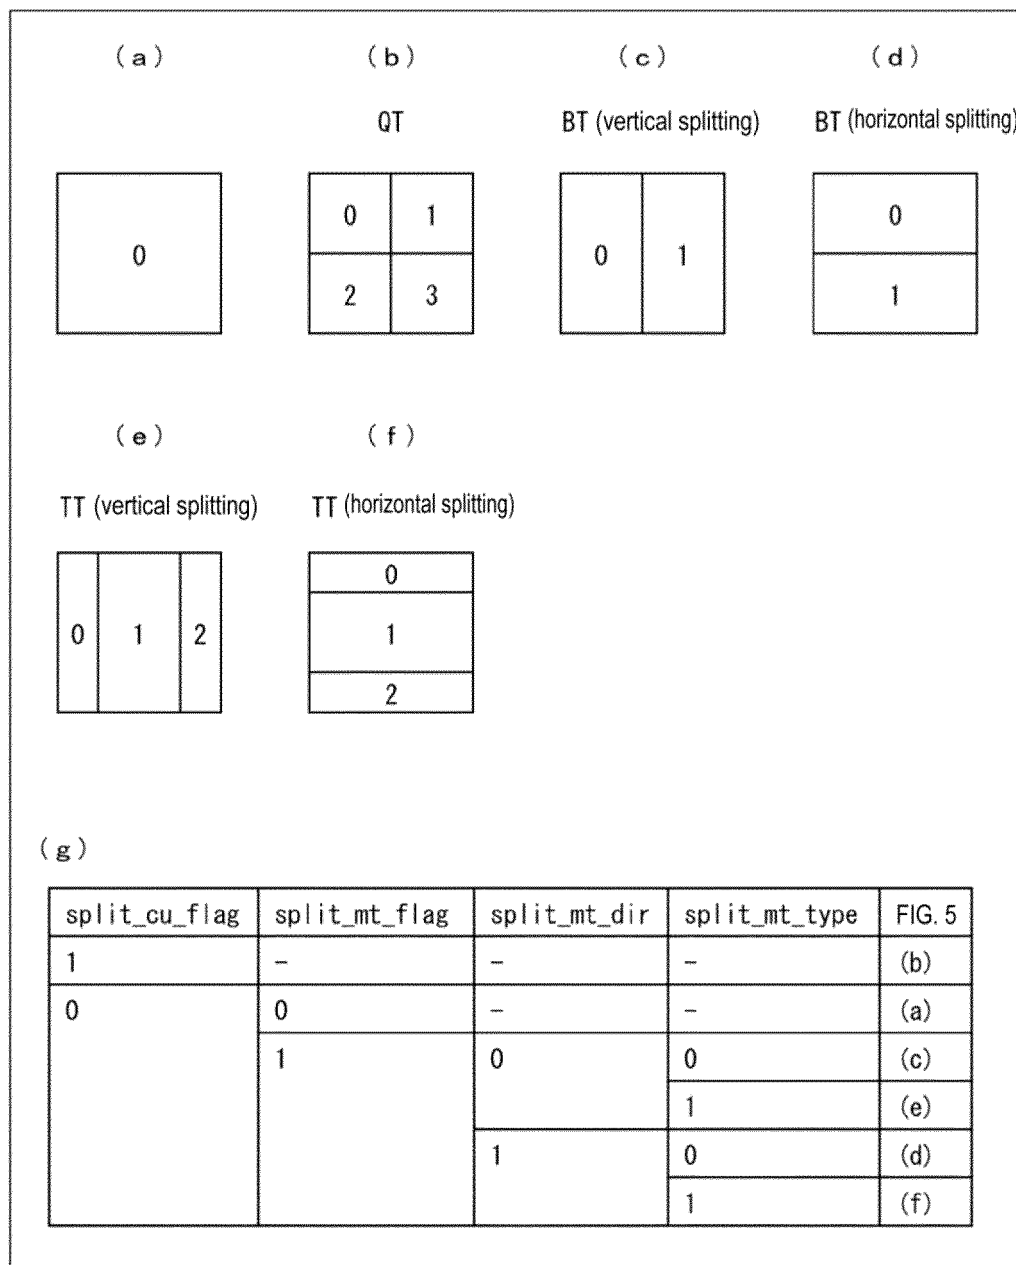 (a) (b) (c) (d)
QT BT (vertical splitting) BT (horizontal splitting)
0
0 1
2 3
0 1
0
1
(e) (f)
TT (vertical splitting) TT (horizontal splitting)
0 1 2
0
1
2
(g)
split_cu_flag split_mt_flag split_mt_dir split_mt_type FIG. 5
1 – – – (b)
0 0 – – (a)
1 0 0 (c)
1 (e)
1 0 (d)
1 (f)